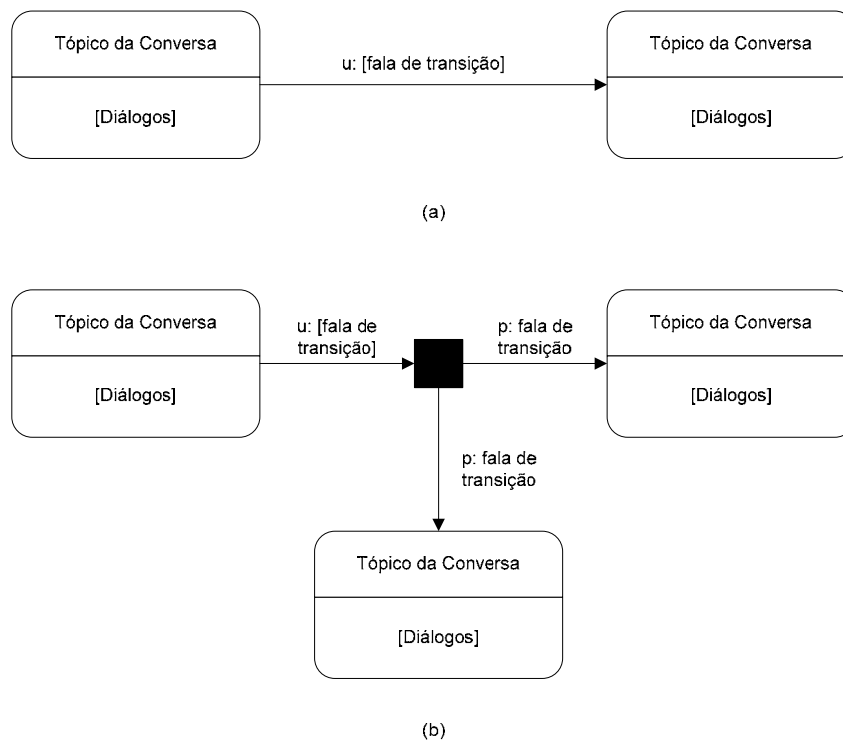 Tópico da Conversa
Tópico da Conversa
u: [fala de transição]
[Diálogos]
[Diálogos]
(a)
Tópico da Conversa
Tópico da Conversa
u: [fala de
transição]
p: fala de
transição
[Diálogos]
[Diálogos]
p: fala de
transição
Tópico da Conversa
[Diálogos]
(b)